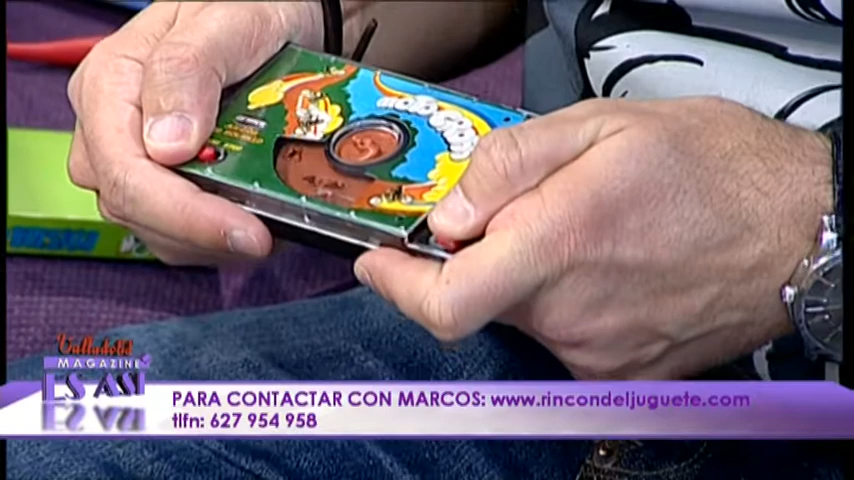 Valladolid
MAGAZINE
ES ASÍ
PARA CONTACTAR CON MARCOS: www.rincondeljuguete.com
tlfn: 627 954 958